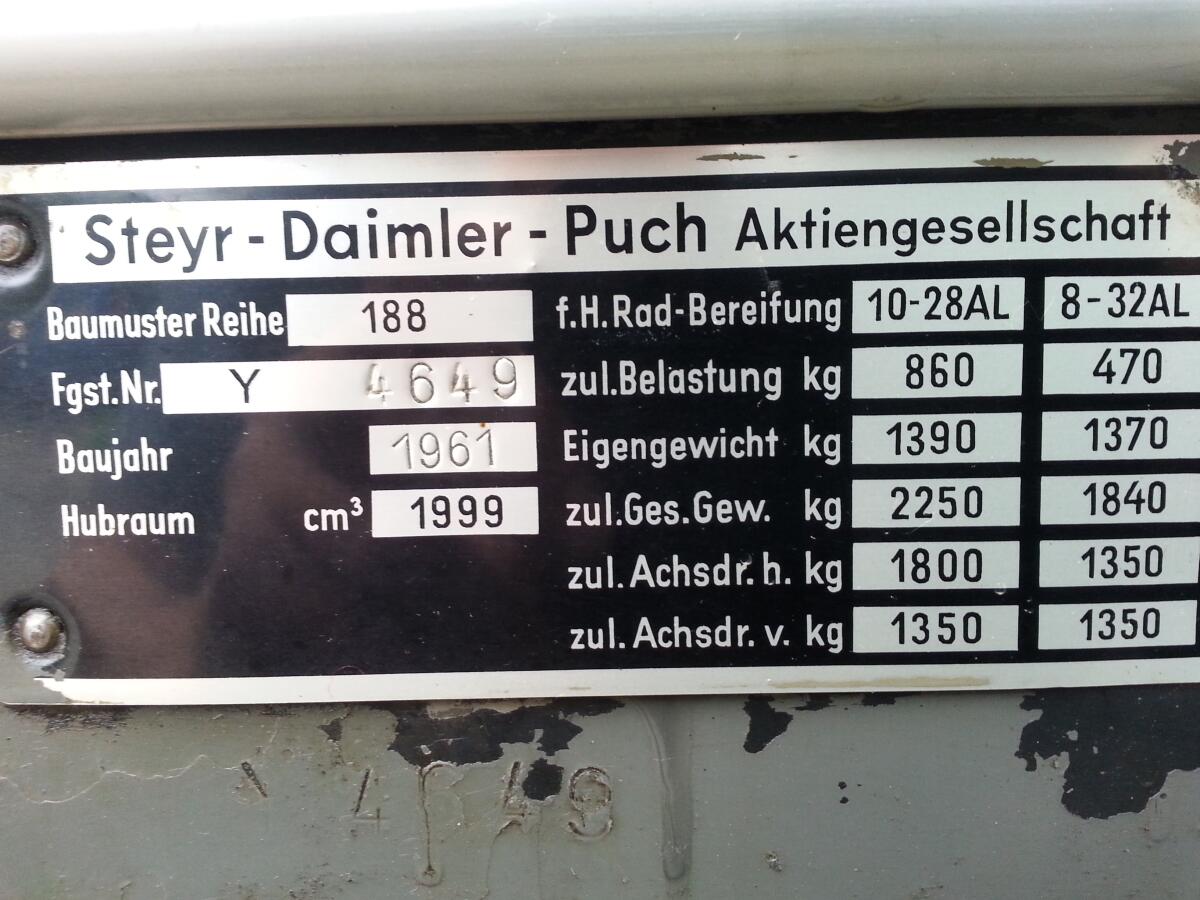 Steyr - Daimler - Puch Aktiengesellschaft
Baumuster Reihe 188
Fgst.Nr. Y 4649
Baujahr 1961
Hubraum cm³ 1999
f.H.Rad-Bereifung 10-28AL 8-32AL
zul.Belastung kg 860 470
Eigengewicht kg 1390 1370
zul.Ges.Gew. kg 2250 1840
zul.Achsdr.h. kg 1800 1350
zul.Achsdr.v. kg 1350 1350